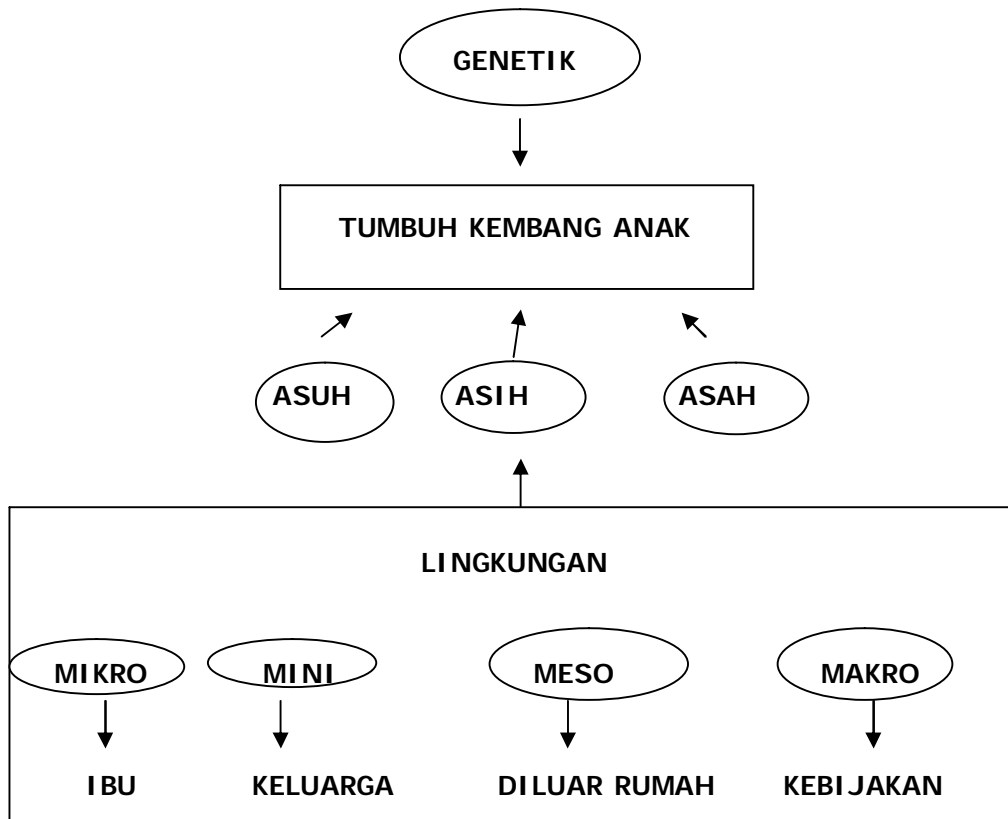 GENETIK
TUMBUH KEMBANG ANAK
ASUH ASIH ASAH
LINGKUNGAN
MIKRO MINI MESO MAKRO
IBU KELUARGA DILUAR RUMAH KEBIJAKAN